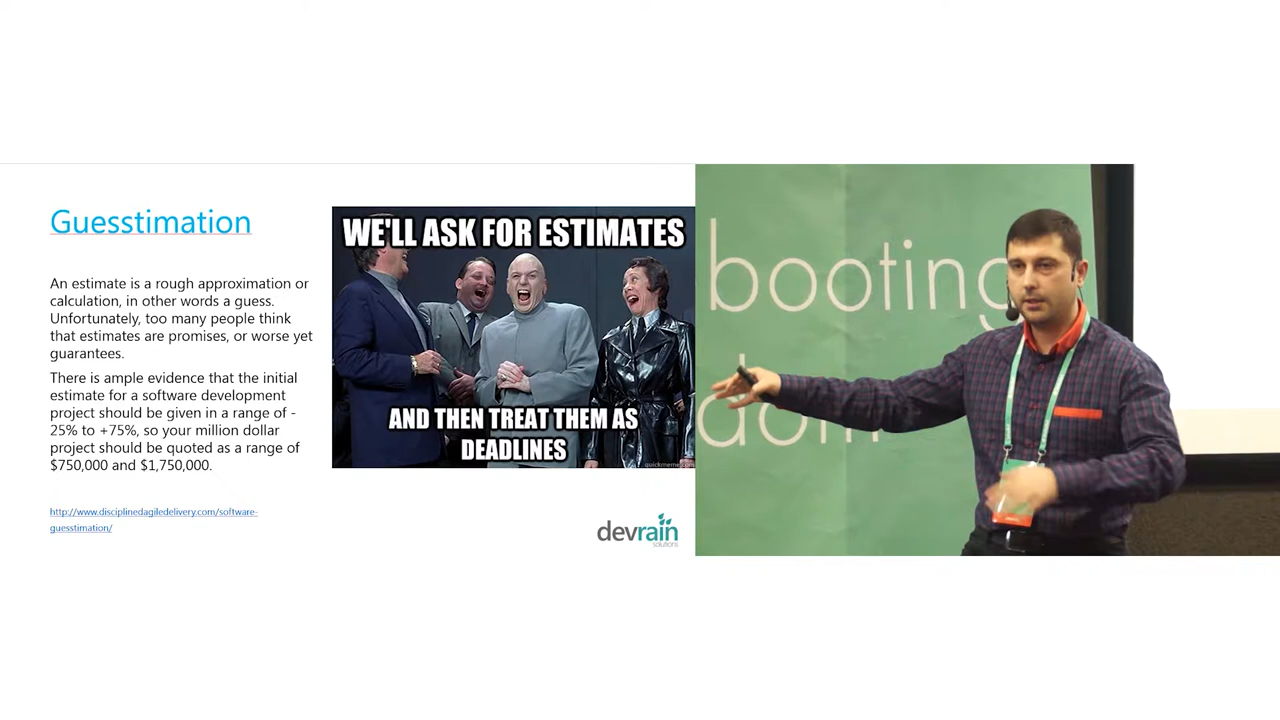 Guesstimation
An estimate is a rough approximation or
calculation, in other words a guess.
Unfortunately, too many people think
that estimates are promises, or worse yet
guarantees.
There is ample evidence that the initial
estimate for a software development
project should be given in a range of -
25% to +75%, so your million dollar
project should be quoted as a range of
$750,000 and $1,750,000.
http://www.disciplinedagiledelivery.com/software-
guesstimation/
WE'LL ASK FOR ESTIMATES
AND THEN TREAT THEM AS
DEADLINES
quickmeme.com
devrain
solutions
booting